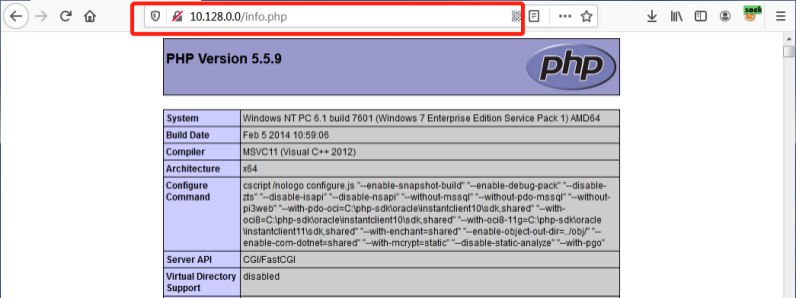 sock
10.128.0.0/info.php
PHP Version 5.5.9
php
System Windows NT PC 6.1 build 7601 (Windows 7 Enterprise Edition Service Pack 1) AMD64
Build Date Feb 5 2014 10:59:06
Compiler MSVC11 (Visual C++ 2012)
Architecture x64
Configure Command cscript /nologo configure.js "--enable-snapshot-build" "--enable-debug-pack" "--disable-
zts" "--disable-isapi" "--disable-nsapi" "--without-mssql" "--without-pdo-mssql" "--without-
pi3web" "--with-pdo-oci=C:\php-sdk\oracle\instantclient10\sdk,shared" "--with-
oci8=C:\php-sdk\oracle\instantclient10\sdk,shared" "--with-oci8-11g=C:\php-sdk\oracle
\instantclient11\sdk,shared" "--with-enchant=shared" "--enable-object-out-dir=../obj/" "--
enable-com-dotnet=shared" "--with-mcrypt=static" "--disable-static-analyze" "--with-pgo"
Server API CGI/FastCGI
Virtual Directory Support disabled